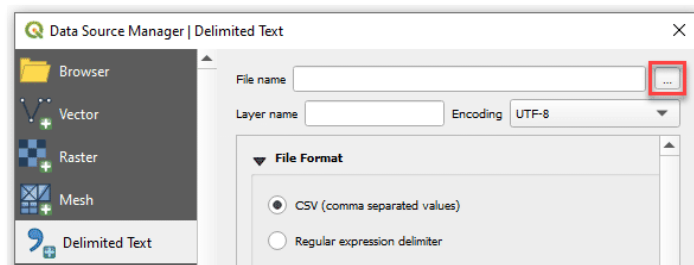 Data Source Manager | Delimited Text
Browser
Vector
Raster
Mesh
Delimited Text
File name
...
Layer name
Encoding UTF-8
File Format
CSV (comma separated values)
Regular expression delimiter